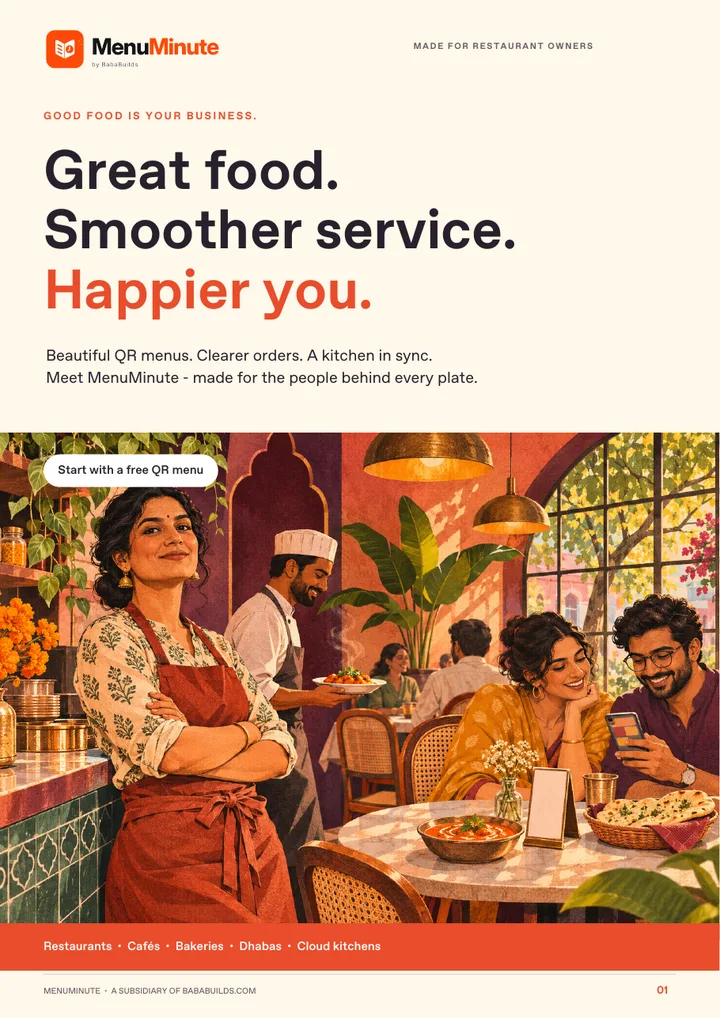 MenuMinute
by BabaBuilds
MADE FOR RESTAURANT OWNERS
GOOD FOOD IS YOUR BUSINESS.
Great food.
Smoother service.
Happier you.
Beautiful QR menus. Clearer orders. A kitchen in sync.
Meet MenuMinute - made for the people behind every plate.
Start with a free QR menu
Restaurants • Cafés • Bakeries • Dhabas • Cloud kitchens
MENUMINUTE • A SUBSIDIARY OF BABABUILDS.COM
01